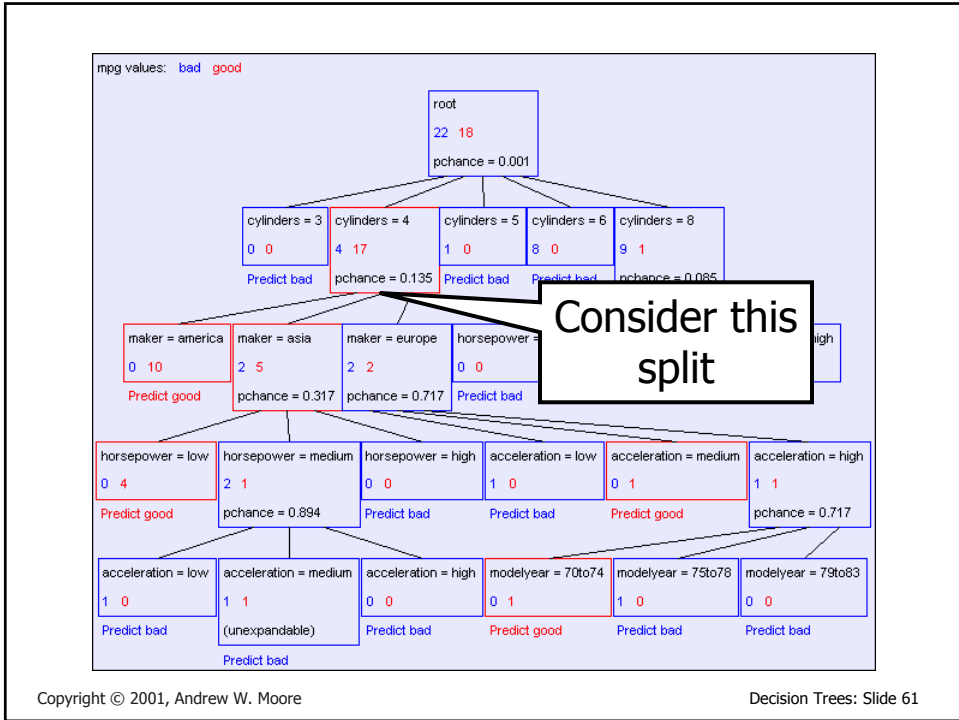 mpg values: bad good
root
22 18
pchance = 0.001
cylinders = 3 cylinders = 4 cylinders = 5 cylinders = 6 cylinders = 8
0 0 4 17 1 0 8 0 9 1
Predict bad pchance = 0.135 Predict bad Predict bad pchance = 0.085
Consider this
split
maker = america maker = asia maker = europe horsepower = high
0 10 2 5 2 2 0 0
Predict good pchance = 0.317 pchance = 0.717 Predict bad
horsepower = low horsepower = medium horsepower = high acceleration = low acceleration = medium acceleration = high
0 4 2 1 0 0 1 0 0 1 1 1
Predict good pchance = 0.894 Predict bad Predict bad Predict good pchance = 0.717
acceleration = low acceleration = medium acceleration = high modelyear = 70to74 modelyear = 75to78 modelyear = 79to83
1 0 1 1 0 0 0 1 1 0 0 0
Predict bad (unexpandable) Predict bad Predict good Predict bad Predict bad
Predict bad
Copyright © 2001, Andrew W. Moore Decision Trees: Slide 61